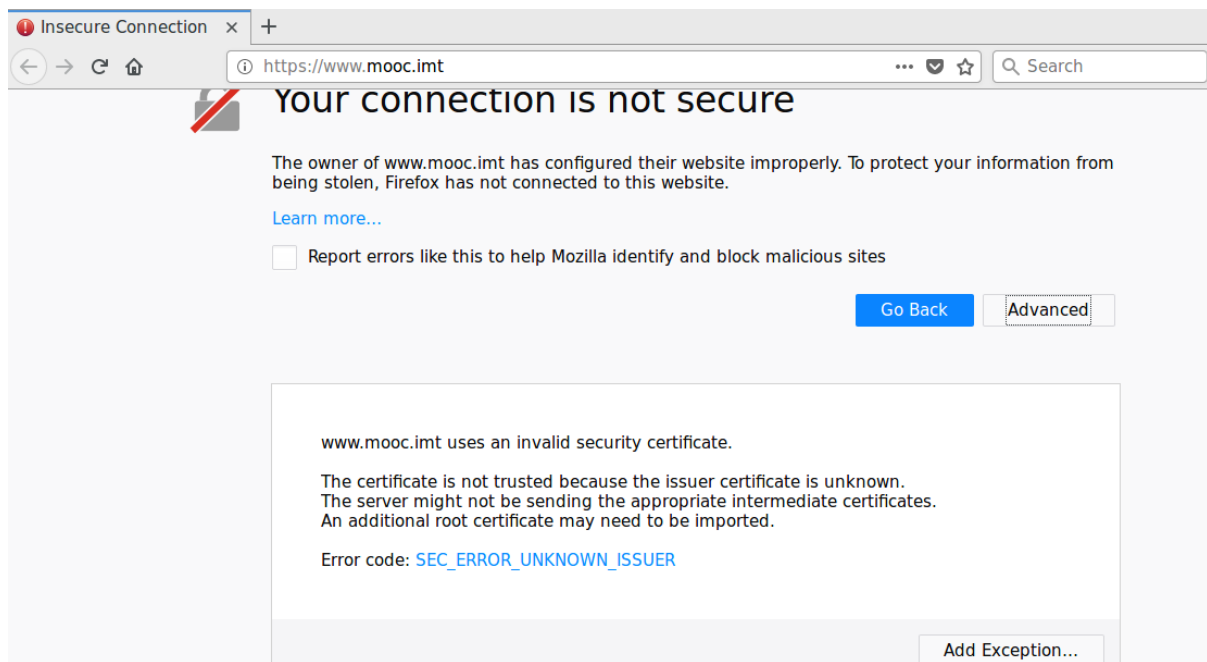 Insecure Connection
https://www.mooc.imt
Search
Your connection is not secure
The owner of www.mooc.imt has configured their website improperly. To protect your information from
being stolen, Firefox has not connected to this website.
Learn more...
Report errors like this to help Mozilla identify and block malicious sites
Go Back
Advanced
www.mooc.imt uses an invalid security certificate.
The certificate is not trusted because the issuer certificate is unknown.
The server might not be sending the appropriate intermediate certificates.
An additional root certificate may need to be imported.
Error code: SEC_ERROR_UNKNOWN_ISSUER
Add Exception...